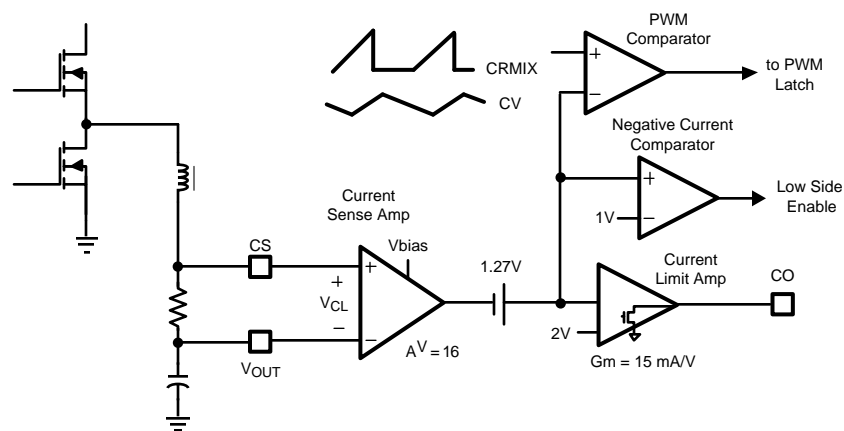 PWM
Comparator
+
−
to PWM
Latch
CRMIX
CV
Negative Current
Comparator
+
1V
−
Low Side
Enable
Current
Sense Amp
Vbias
CS
+
+
VCL
−
−
VOUT
AV = 16
1.27V
Current
Limit Amp
CO
2V
Gm = 15 mA/V